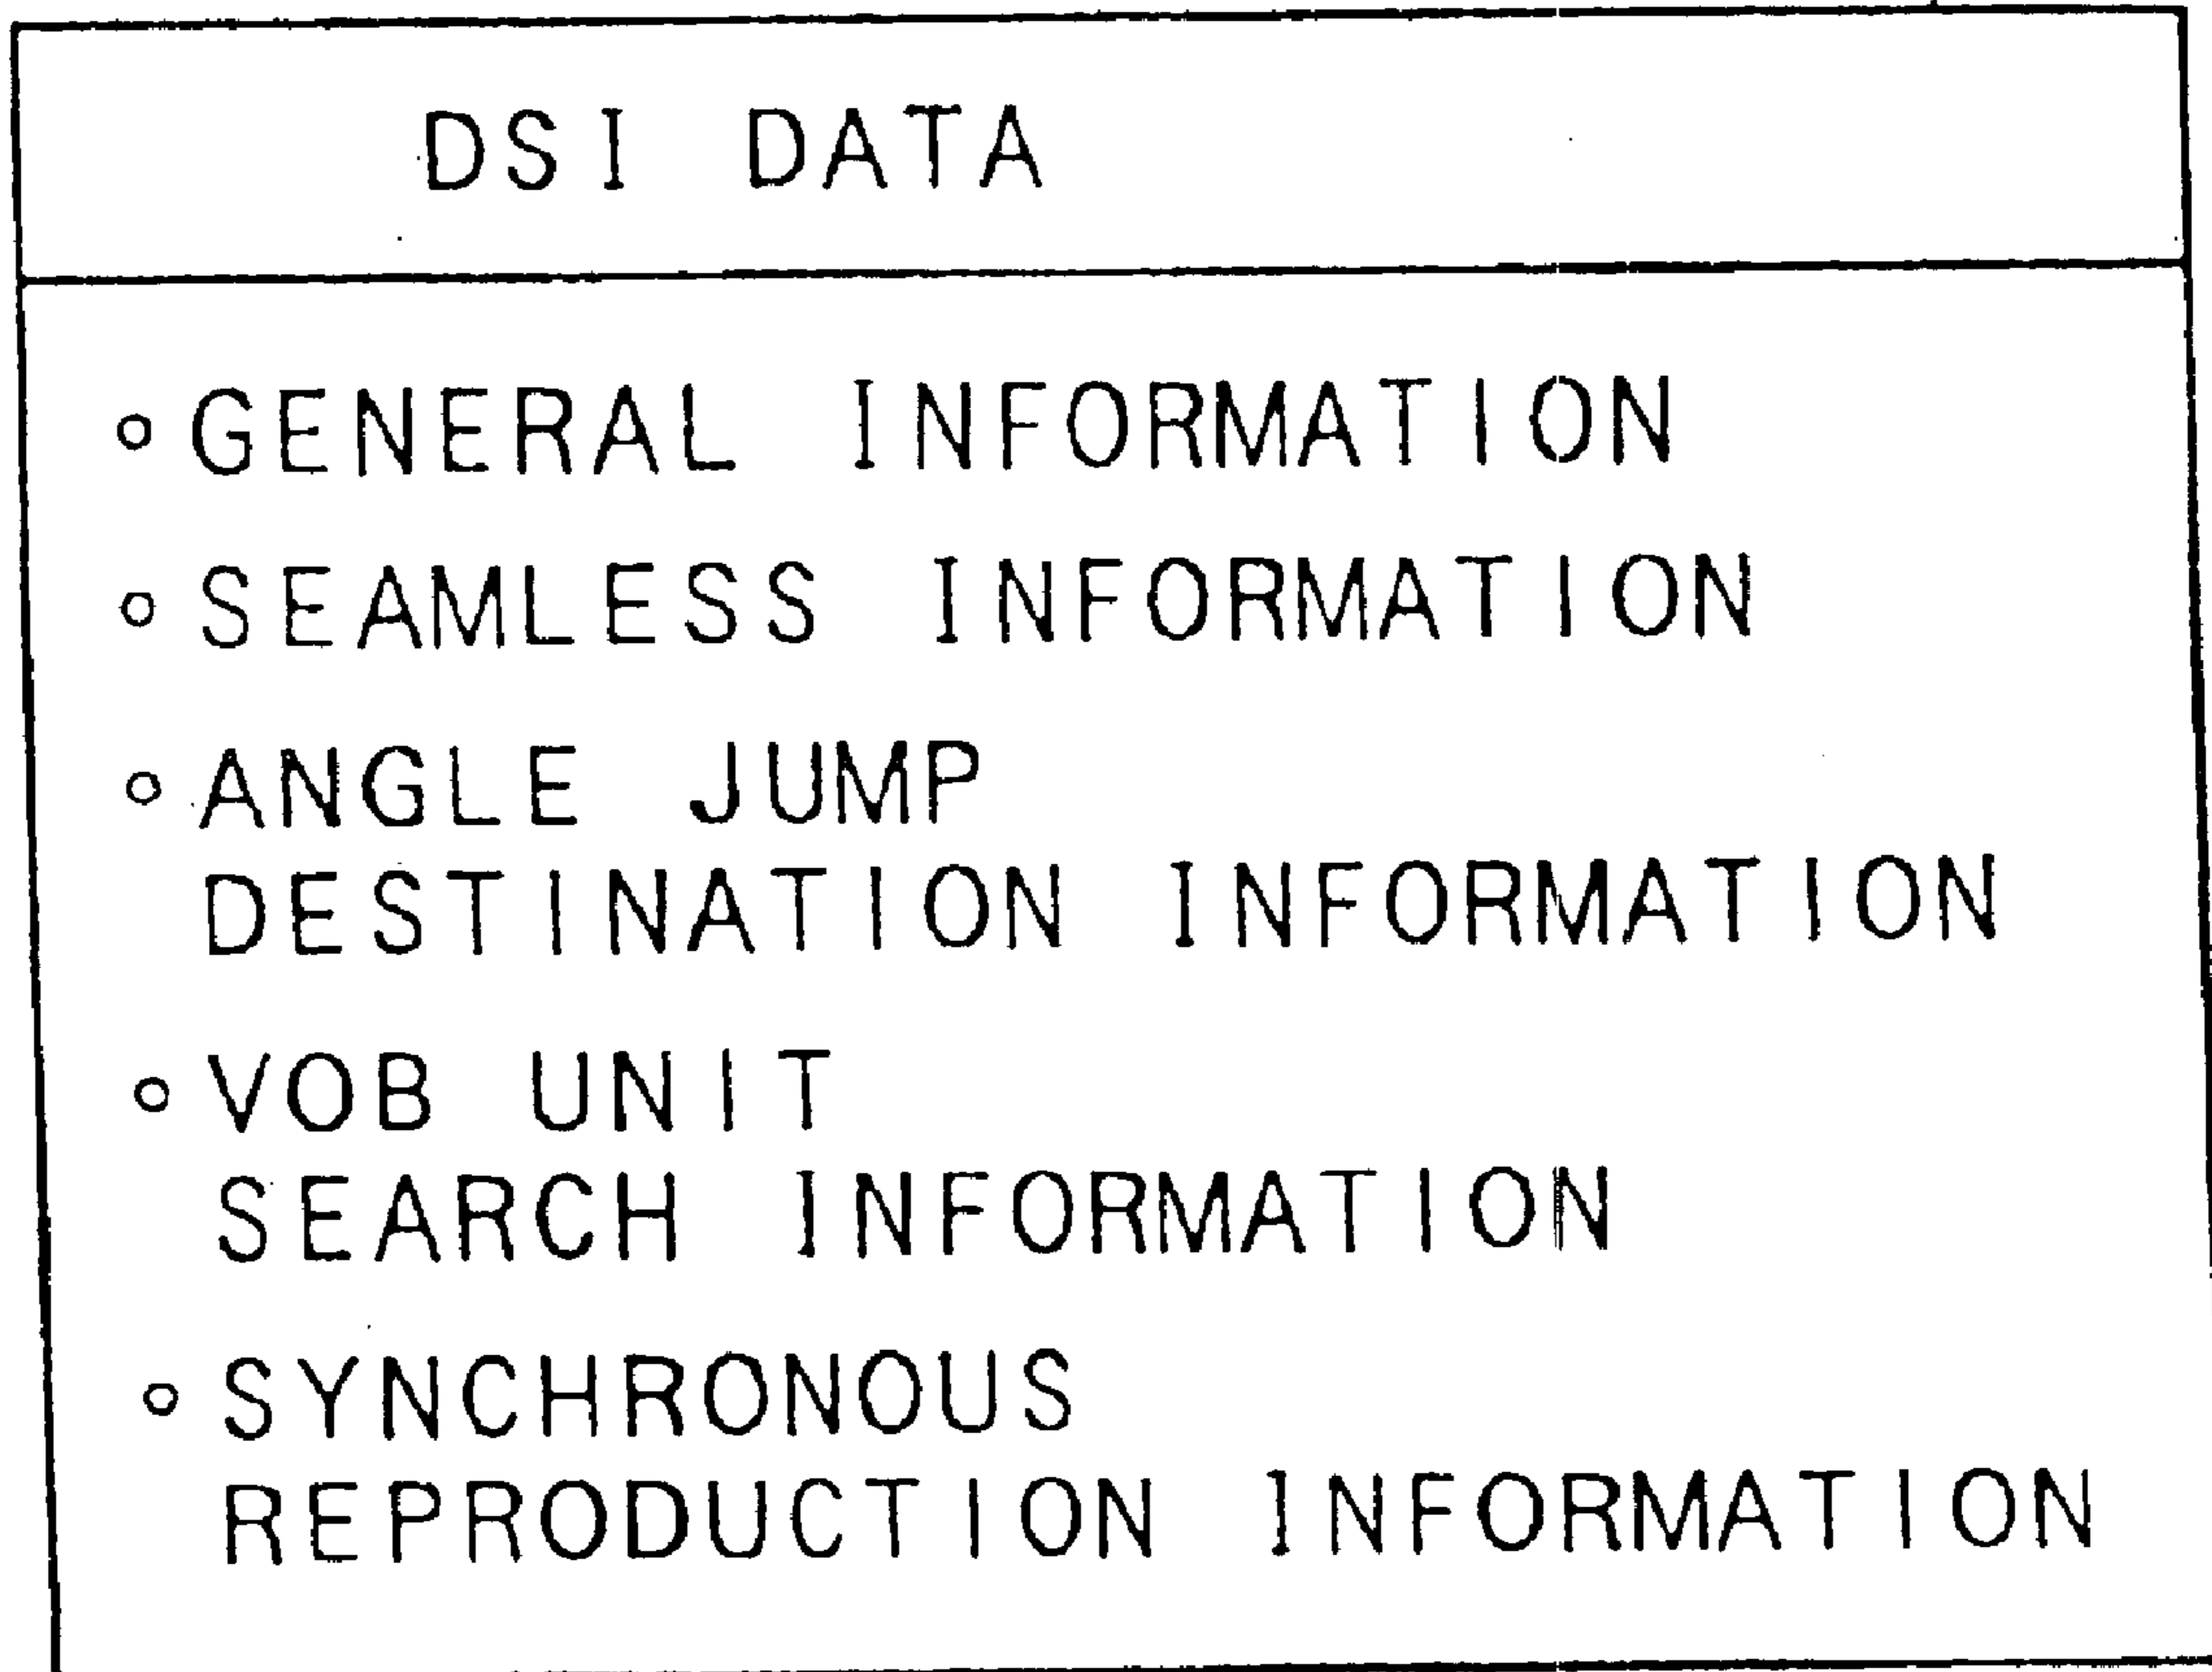 DSI DATA
∘GENERAL INFORMATION
∘SEAMLESS INFORMATION
∘ANGLE JUMP
DESTINATION INFORMATION
∘VOB UNIT
SEARCH INFORMATION
∘SYNCHRONOUS
REPRODUCTION INFORMATION